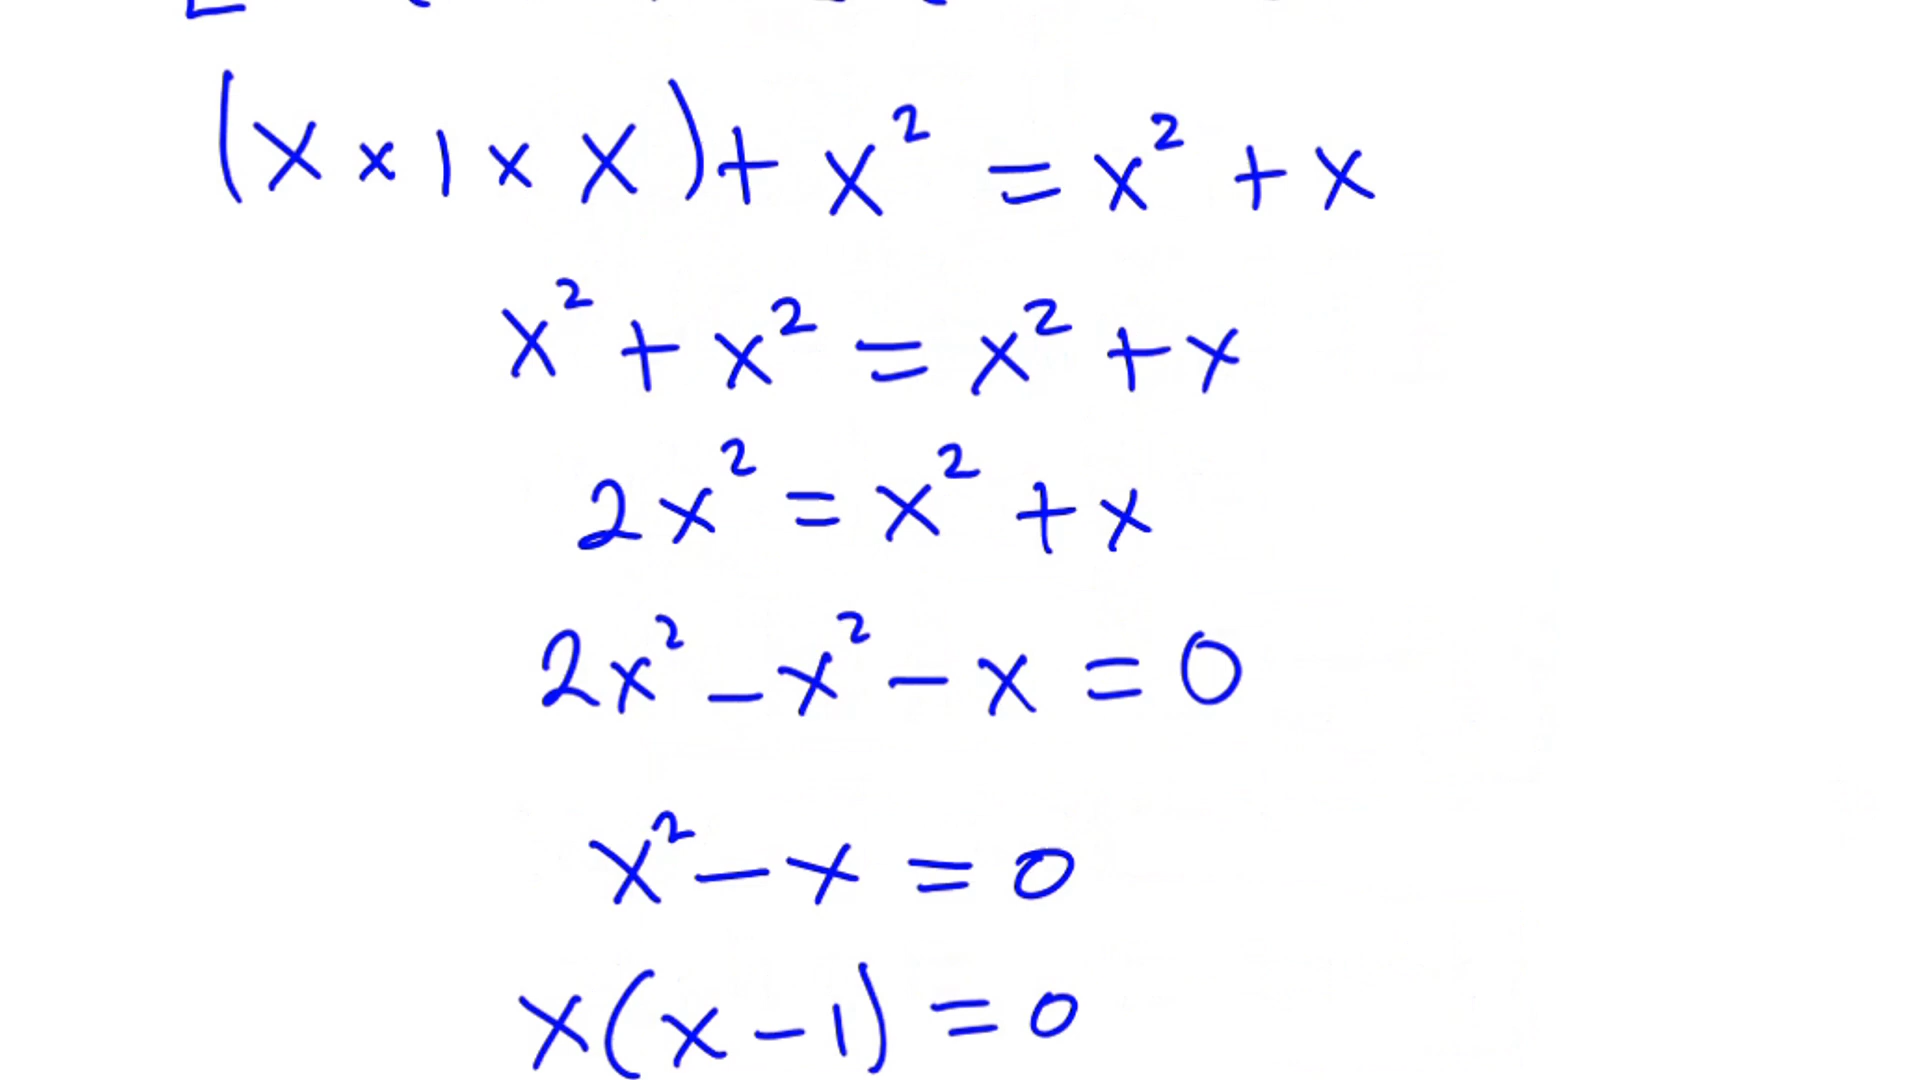 (x × 1 × x) + x² = x² + x
x² + x² = x² + x
2x² = x² + x
2x² - x² - x = 0
x² - x = 0
x(x - 1) = 0